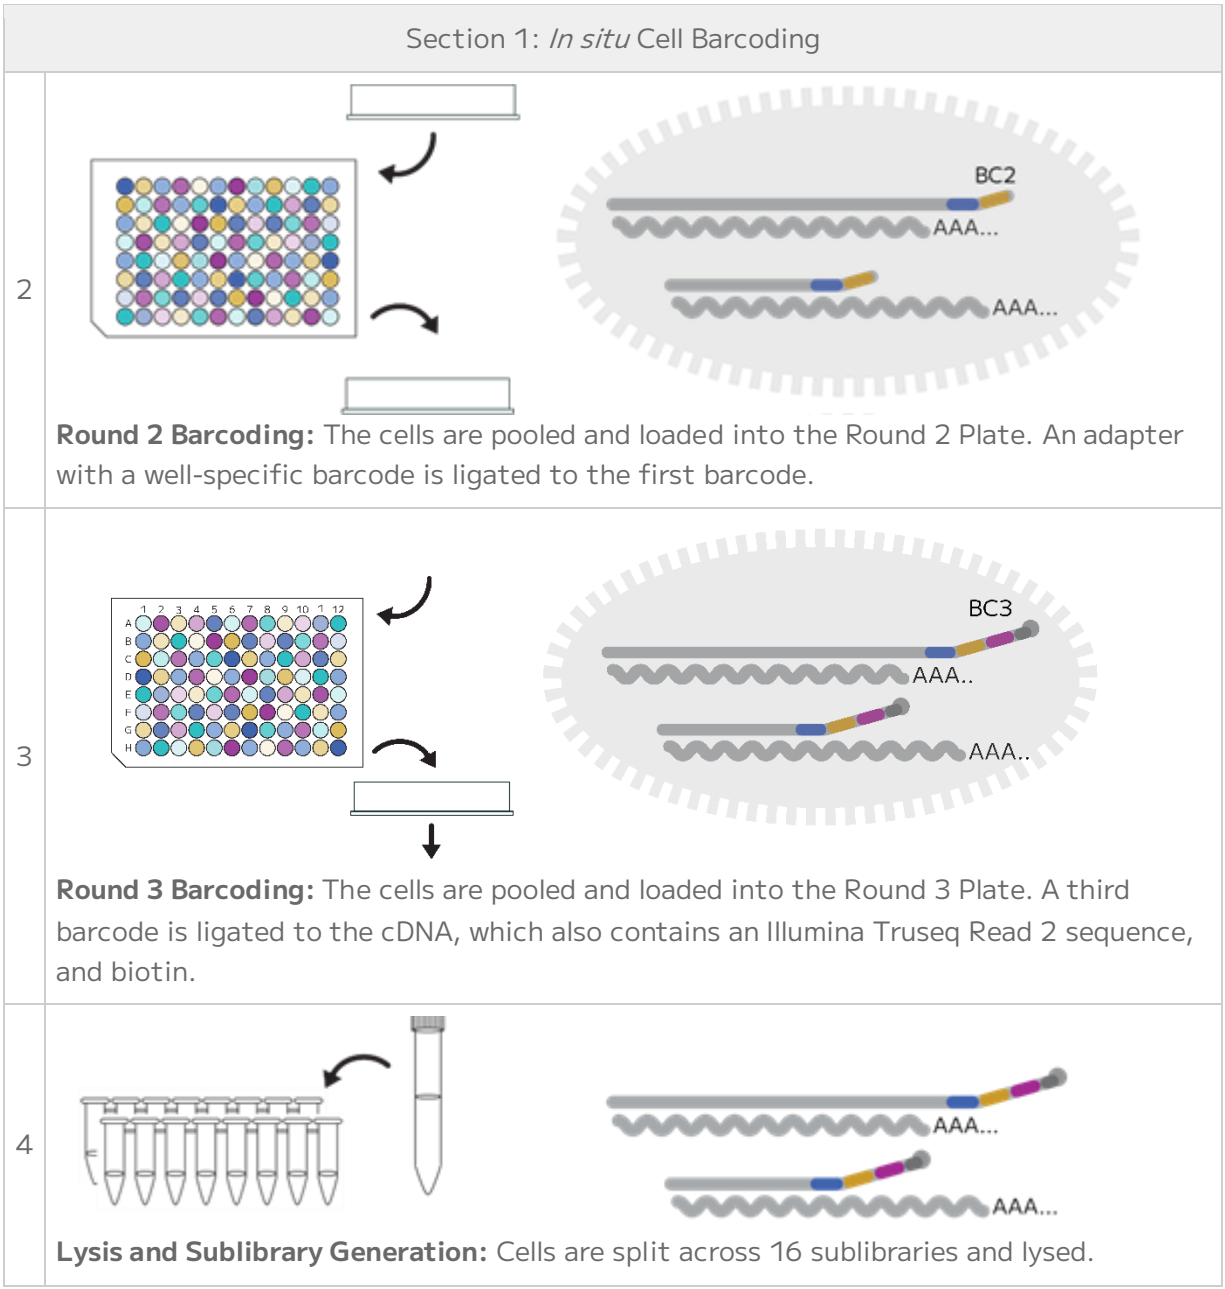 Section 1: In situ Cell Barcoding
2
BC2
AAA...
AAA...
Round 2 Barcoding: The cells are pooled and loaded into the Round 2 Plate. An adapter
with a well-specific barcode is ligated to the first barcode.
3
1 2 3 4 5 6 7 8 9 10 1 12
A
B
C
D
E
F
G
H
BC3
AAA..
AAA..
Round 3 Barcoding: The cells are pooled and loaded into the Round 3 Plate. A third
barcode is ligated to the cDNA, which also contains an Illumina Truseq Read 2 sequence,
and biotin.
4
AAA...
AAA...
Lysis and Sublibrary Generation: Cells are split across 16 sublibraries and lysed.